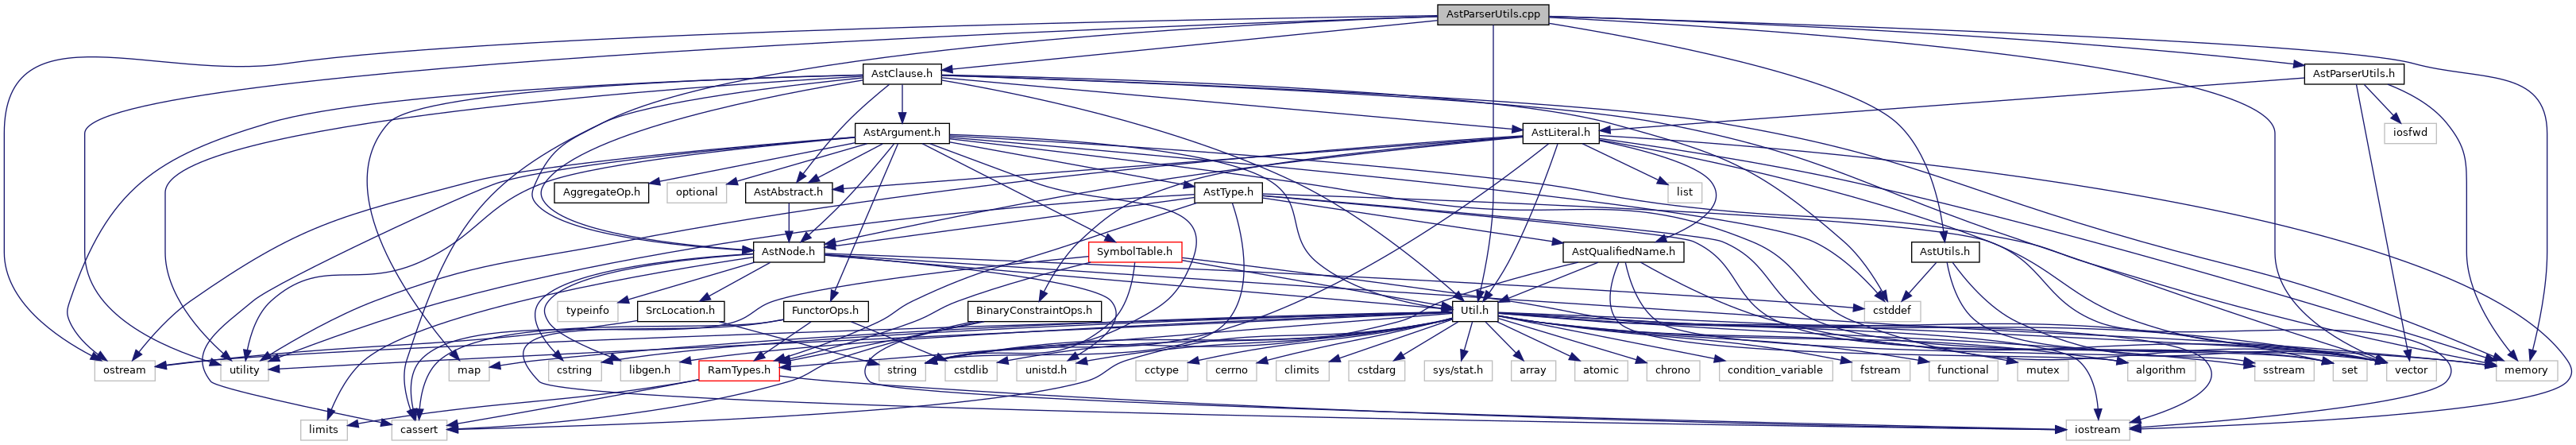 AstParserUtils.cpp
AstClause.h
AstParserUtils.h
AstArgument.h
AstLiteral.h
iosfwd
AggregateOp.h
optional
AstAbstract.h
AstType.h
list
AstNode.h
SymbolTable.h
AstQualifiedName.h
AstUtils.h
typeinfo
SrcLocation.h
FunctorOps.h
BinaryConstraintOps.h
Util.h
cstddef
ostream
utility
map
cstring
libgen.h
RamTypes.h
string
cstdlib
unistd.h
cctype
cerrno
climits
cstdarg
sys/stat.h
array
atomic
chrono
condition_variable
fstream
functional
mutex
algorithm
sstream
set
vector
memory
limits
cassert
iostream